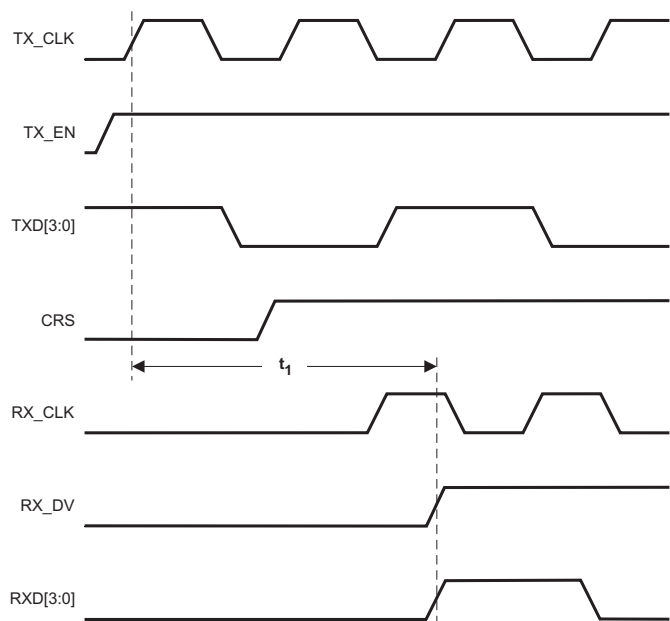 TX_CLK
TX_EN
TXD[3:0]
CRS
t1
RX_CLK
RX_DV
RXD[3:0]